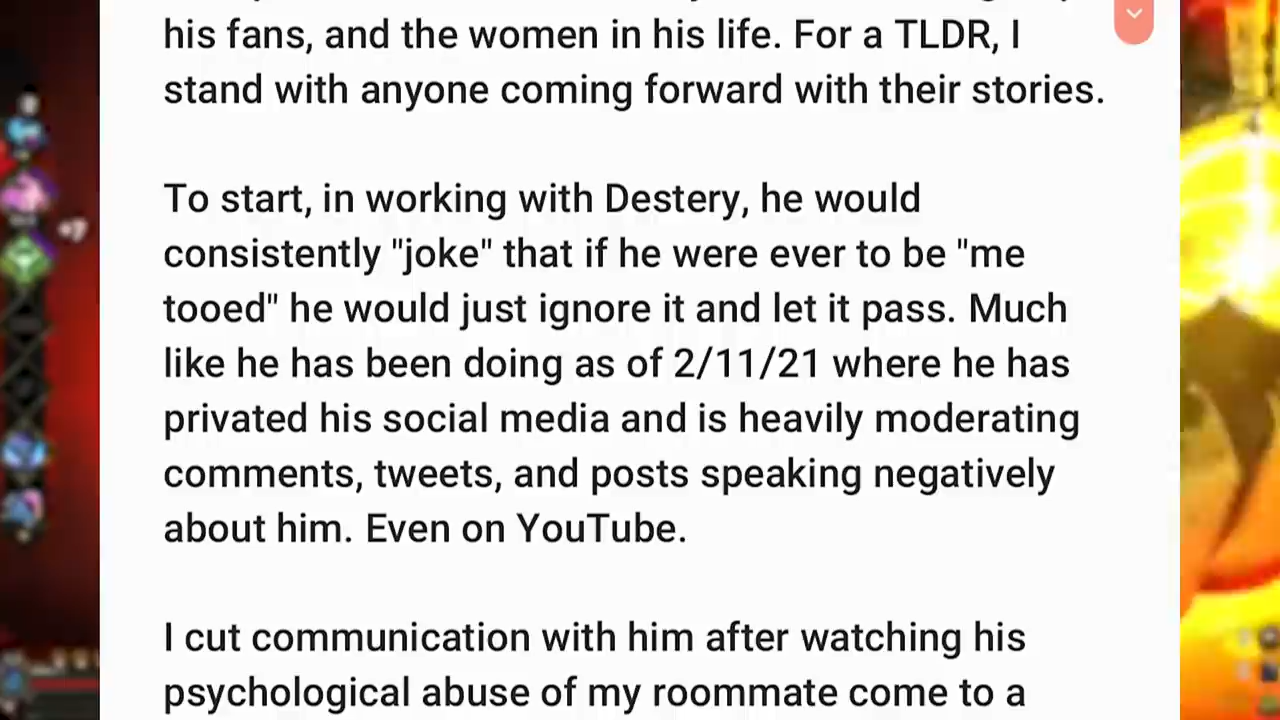 his fans, and the women in his life. For a TLDR, I
stand with anyone coming forward with their stories.
To start, in working with Destery, he would
consistently "joke" that if he were ever to be "me
tooed" he would just ignore it and let it pass. Much
like he has been doing as of 2/11/21 where he has
privated his social media and is heavily moderating
comments, tweets, and posts speaking negatively
about him. Even on YouTube.
I cut communication with him after watching his
psychological abuse of my roommate come to a